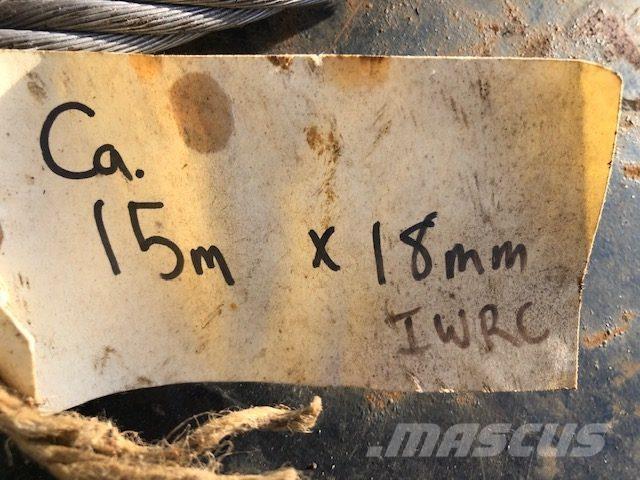 Ca.
15m x 18mm
IWRC
.MASCUS